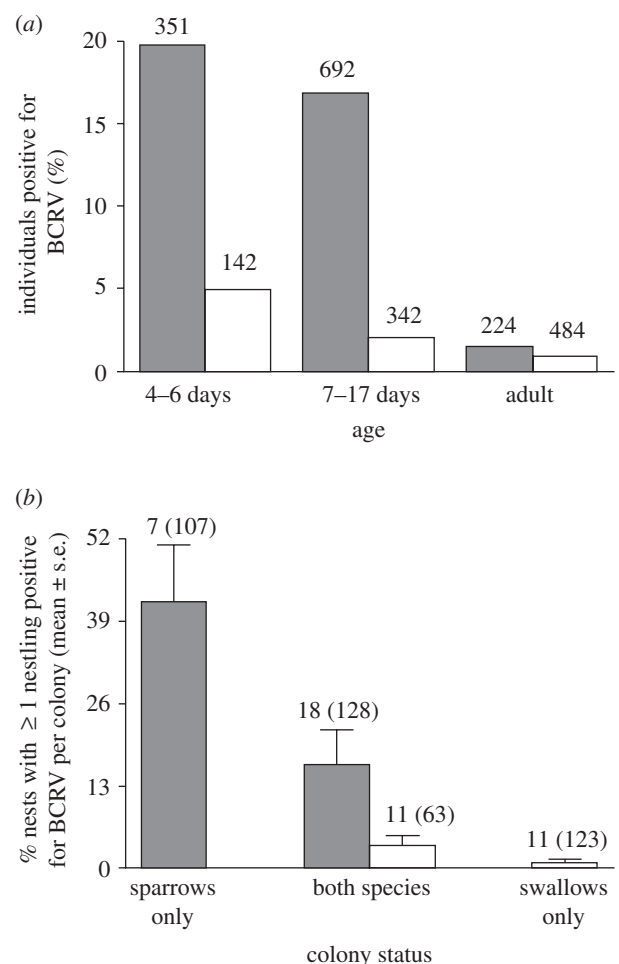 (a)
individuals positive for
BCRV (%)
20
15
10
5
0
351
142
692
342
224
484
4–6 days
7–17 days
adult
age
(b)
% nests with ≥ 1 nestling positive
for BCRV per colony (mean ± s.e.)
52
39
26
13
0
7 (107)
18 (128)
11 (63)
11 (123)
sparrows
only
both species
swallows
only
colony status